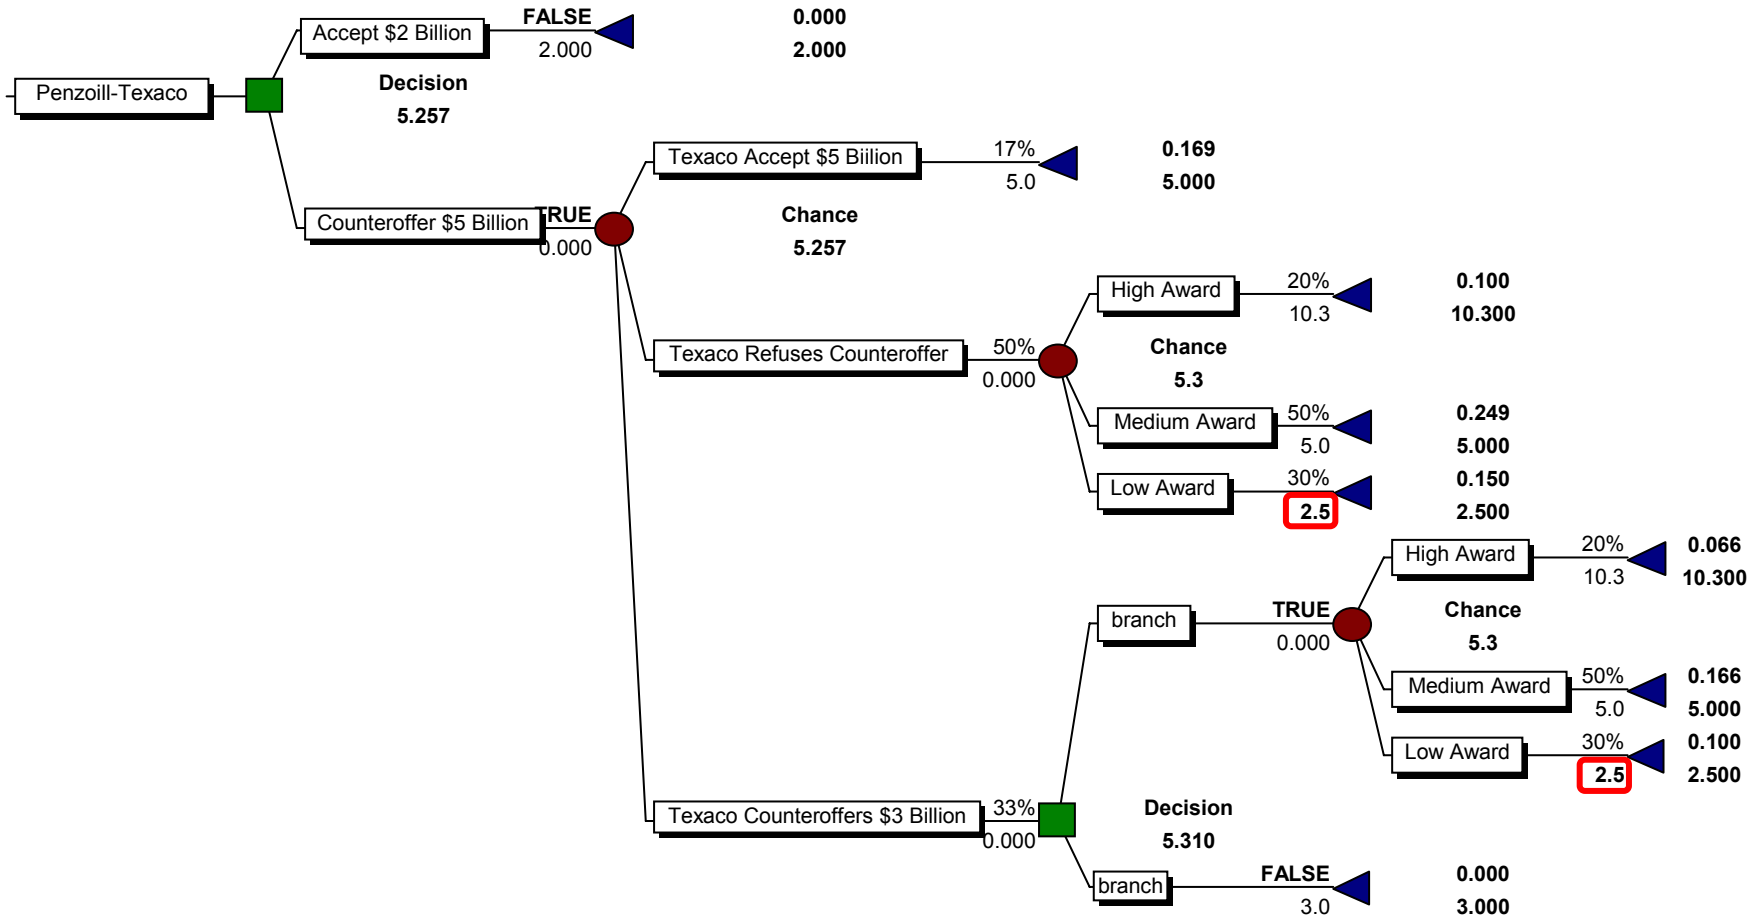 FALSE 0.000
Accept $2 Billion
2.000 2.000
Decision
Penzoill-Texaco
5.257
17% 0.169
Texaco Accept $5 Biillion
5.0 5.000
TRUE Chance
Counteroffer $5 Billion
0.000 5.257
20% 0.100
High Award
10.3 10.300
50% Chance
Texaco Refuses Counteroffer
0.000 5.3
50% 0.249
Medium Award
5.0 5.000
30% 0.150
Low Award
2.5 2.500
20% 0.066
High Award
10.3 10.300
TRUE Chance
branch
0.000 5.3
50% 0.166
Medium Award
5.0 5.000
30% 0.100
Low Award
2.5 2.500
33% Decision
Texaco Counteroffers $3 Billion
0.000 5.310
FALSE 0.000
branch
3.0 3.000